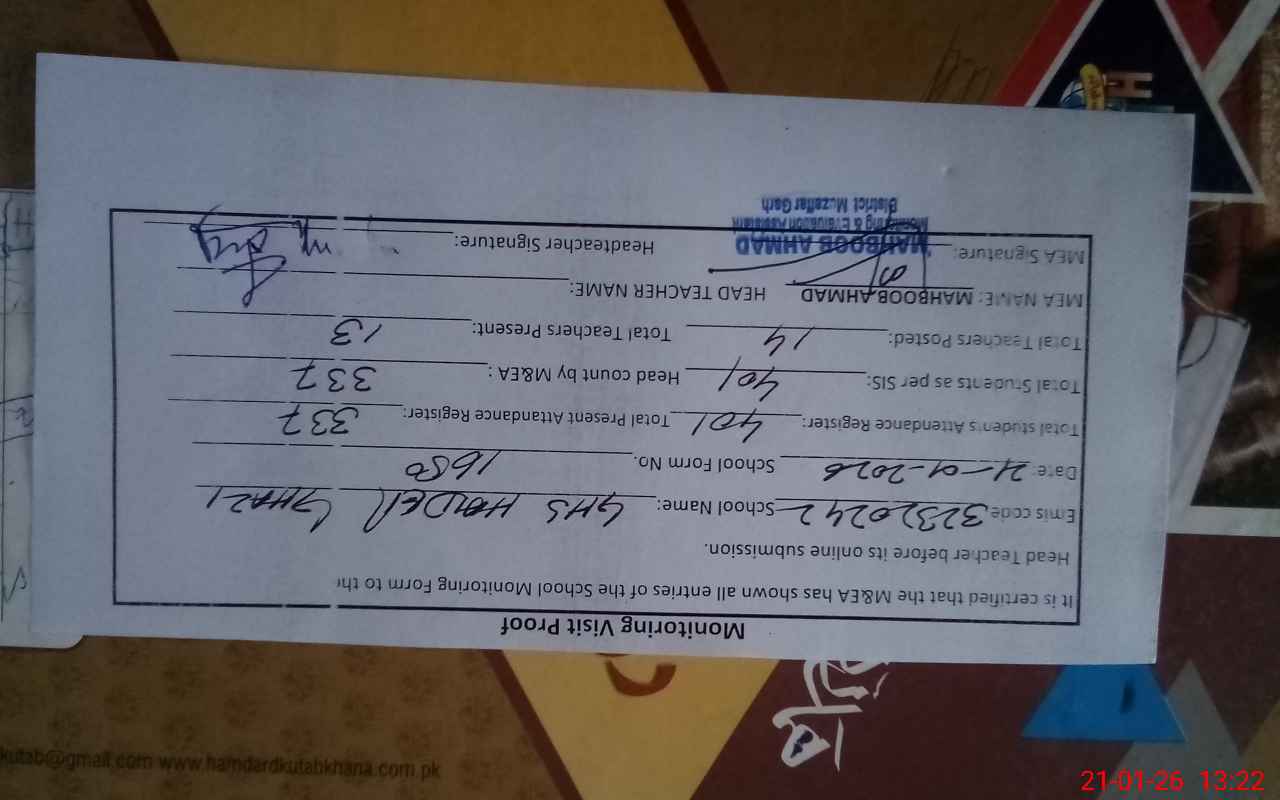 Monitoring Visit Proof
It is certified that the M&EA has shown all entries of the School Monitoring Form to th
Head Teacher before its online submission.
Emis code 32320242 School Name: GHS HAIDER GHAZI
Date: 21-01-2026 School Form No. 1650
Total student's Attendance Register: 401 Total Present Attandance Register: 337
Total Students as per SIS: 401 Head count by M&EA: 337
Total Teachers Posted: 14 Total Teachers Present: 13
MEA NAME: MAHBOOB AHMAD HEAD TEACHER NAME:
MEA Signature: Headteacher Signature:
MAHBOOB AHMAD
Monitoring & Evaluation Assistant
District Muzaffar Garh
kutab@gmail.com www.hamdardkutabkhana.com.pk
21-01-26 13:22